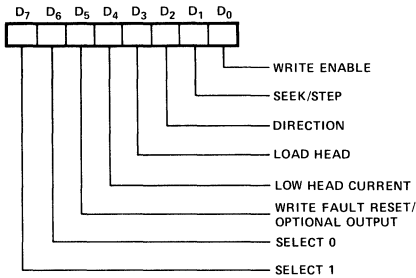 D7 D6 D5 D4 D3 D2 D1 D0
WRITE ENABLE
SEEK/STEP
DIRECTION
LOAD HEAD
LOW HEAD CURRENT
WRITE FAULT RESET/
OPTIONAL OUTPUT
SELECT 0
SELECT 1